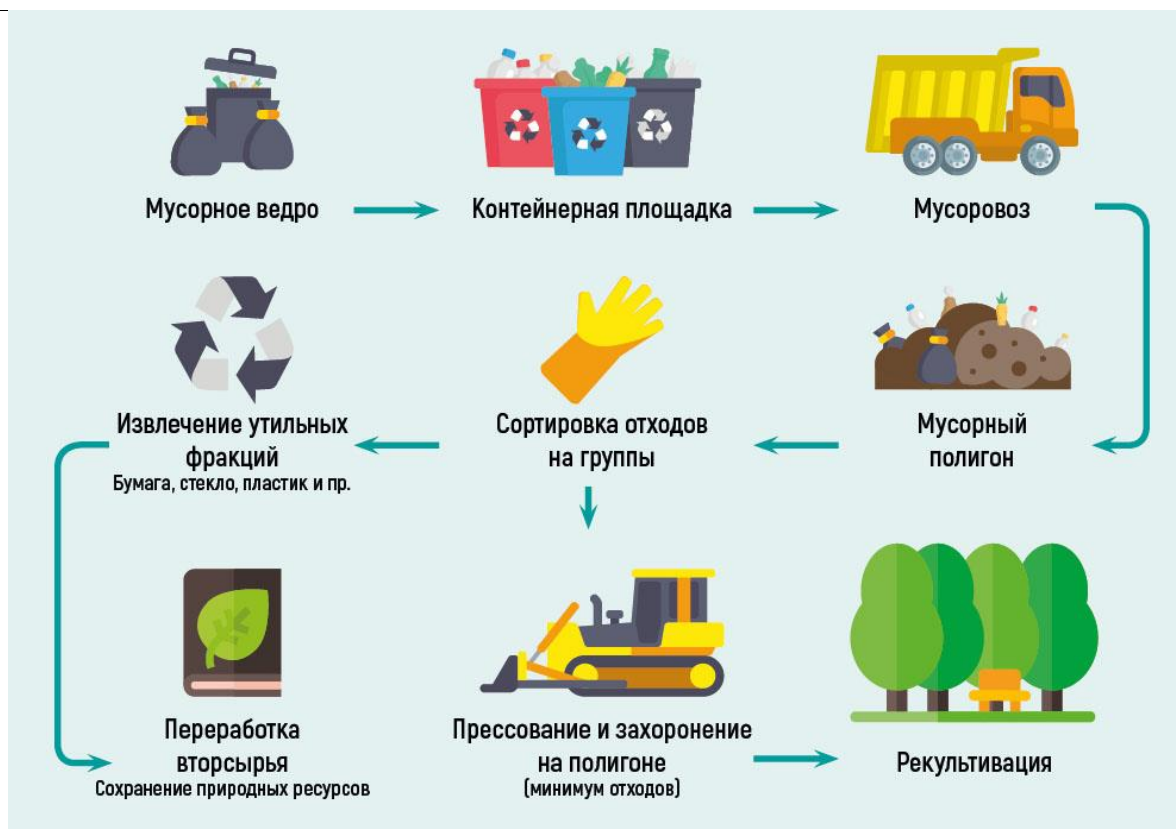 Мусорное ведро
Контейнерная площадка
Мусоровоз
Извлечение утильных
фракций
Бумага, стекло, пластик и пр.
Сортировка отходов
на группы
Мусорный
полигон
Переработка
вторсырья
Сохранение природных ресурсов
Прессование и захоронение
на полигоне
(минимум отходов)
Рекультивация